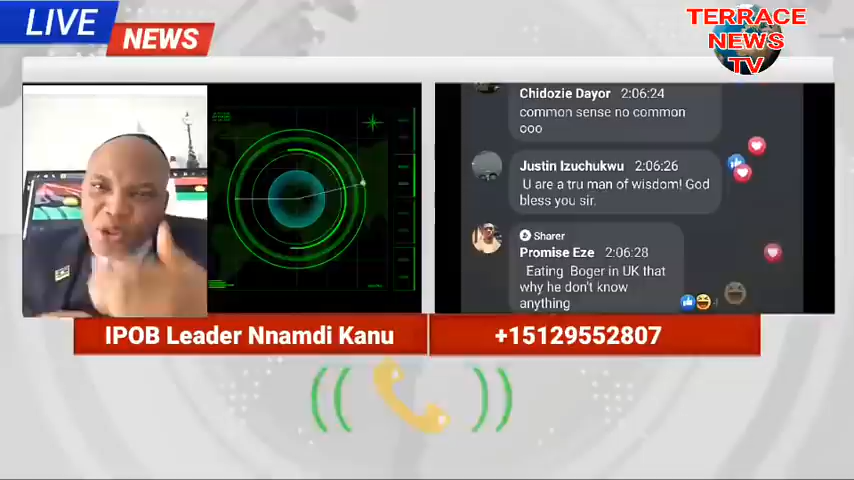 LIVE
NEWS
TERRACE
NEWS
TV
Chidozie Dayor 2:06:24
common sense no common
ooo
Justin Izuchukwu 2:06:26
U are a tru man of wisdom! God
bless you sir.
Sharer
Promise Eze 2:06:28
Eating Boger in UK that
why he don't know
anything
IPOB Leader Nnamdi Kanu
+15129552807